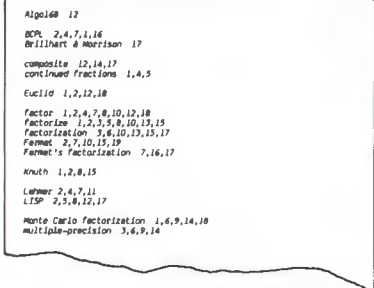 Algol68 12
BCPL 2,4,7,1,16
Brillhart & Morrison 17
composite 12,14,17
continued fractions 1,4,5
Euclid 1,2,12,18
factor 1,2,4,7,8,10,12,18
factorize 1,2,3,5,8,10,13,15
factorization 3,6,10,13,15,17
Fermat 2,7,10,15,19
Fermat's factorization 7,16,17
Knuth 1,2,8,15
Lehmer 2,4,7,11
LISP 2,5,8,12,17
Monte Carlo factorization 1,6,9,14,18
multiple-precision 3,6,9,14